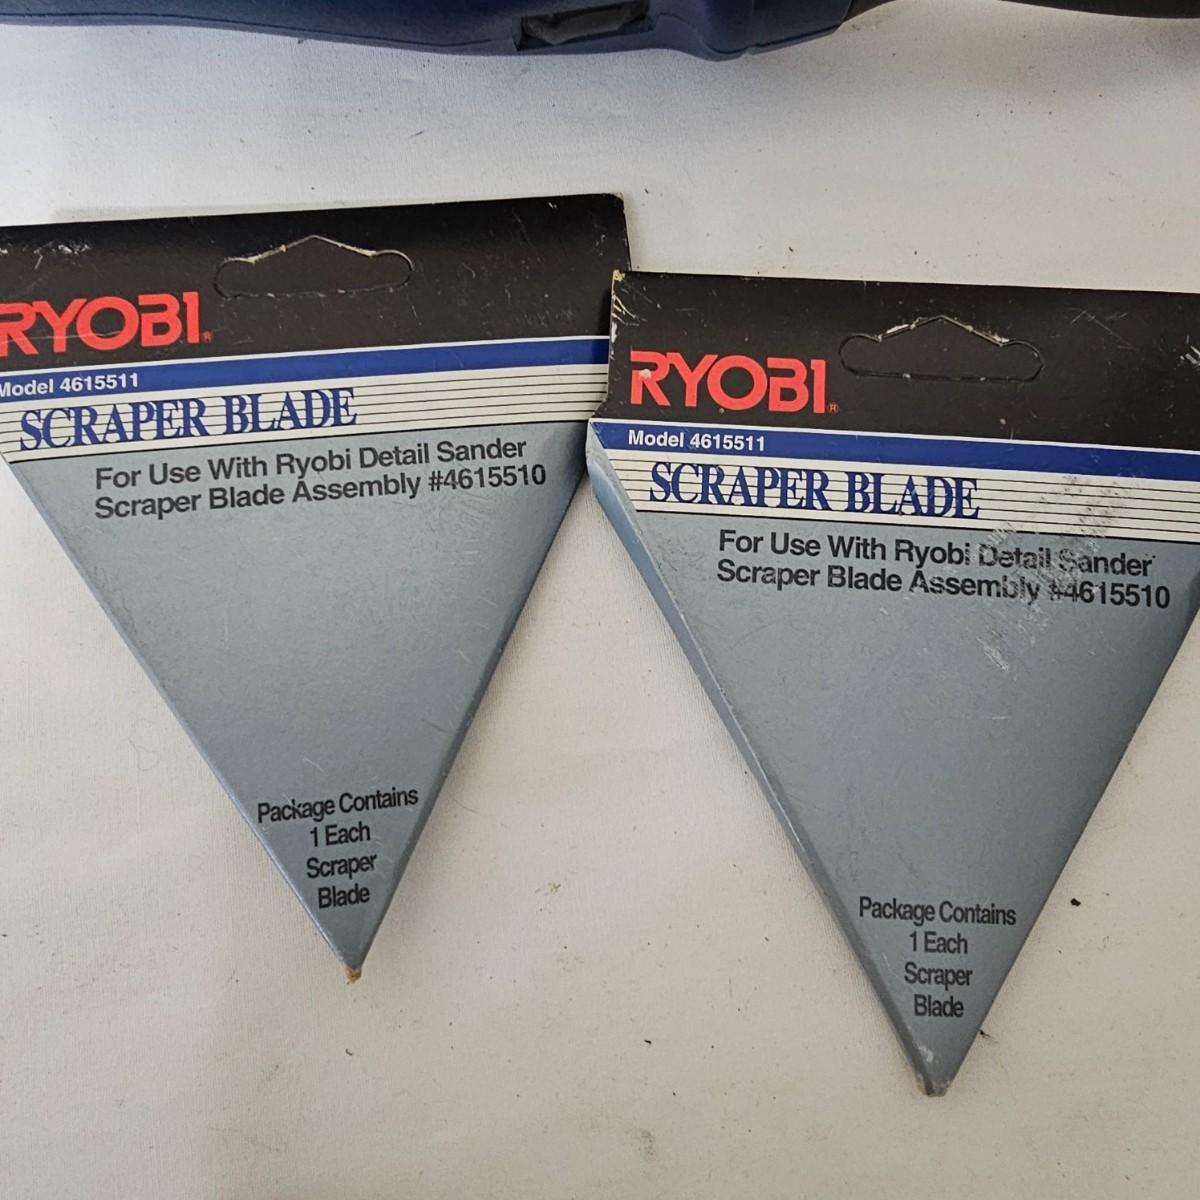 RYOBI®
Model 4615511
SCRAPER BLADE
For Use With Ryobi Detail Sander
Scraper Blade Assembly #4615510
Package Contains
1 Each
Scraper
Blade
RYOBI®
Model 4615511
SCRAPER BLADE
For Use With Ryobi Detail Sander
Scraper Blade Assembly #4615510
Package Contains
1 Each
Scraper
Blade